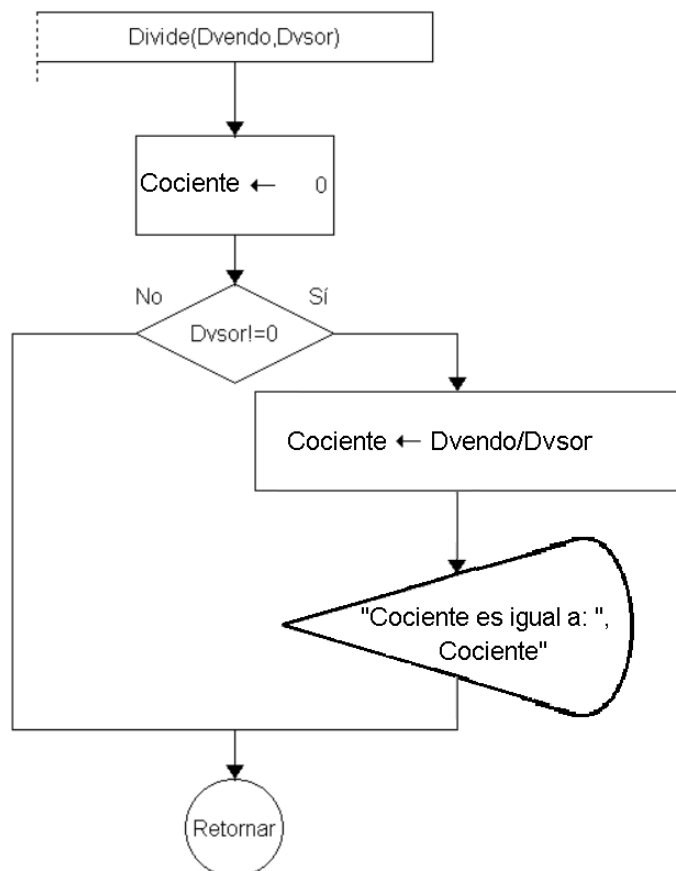 Divide(Dvendo,Dvsor)
Cociente ← 0
No
Sí
Dvsor!=0
Cociente ← Dvendo/Dvsor
"Cociente es igual a: ",
Cociente"
Retornar